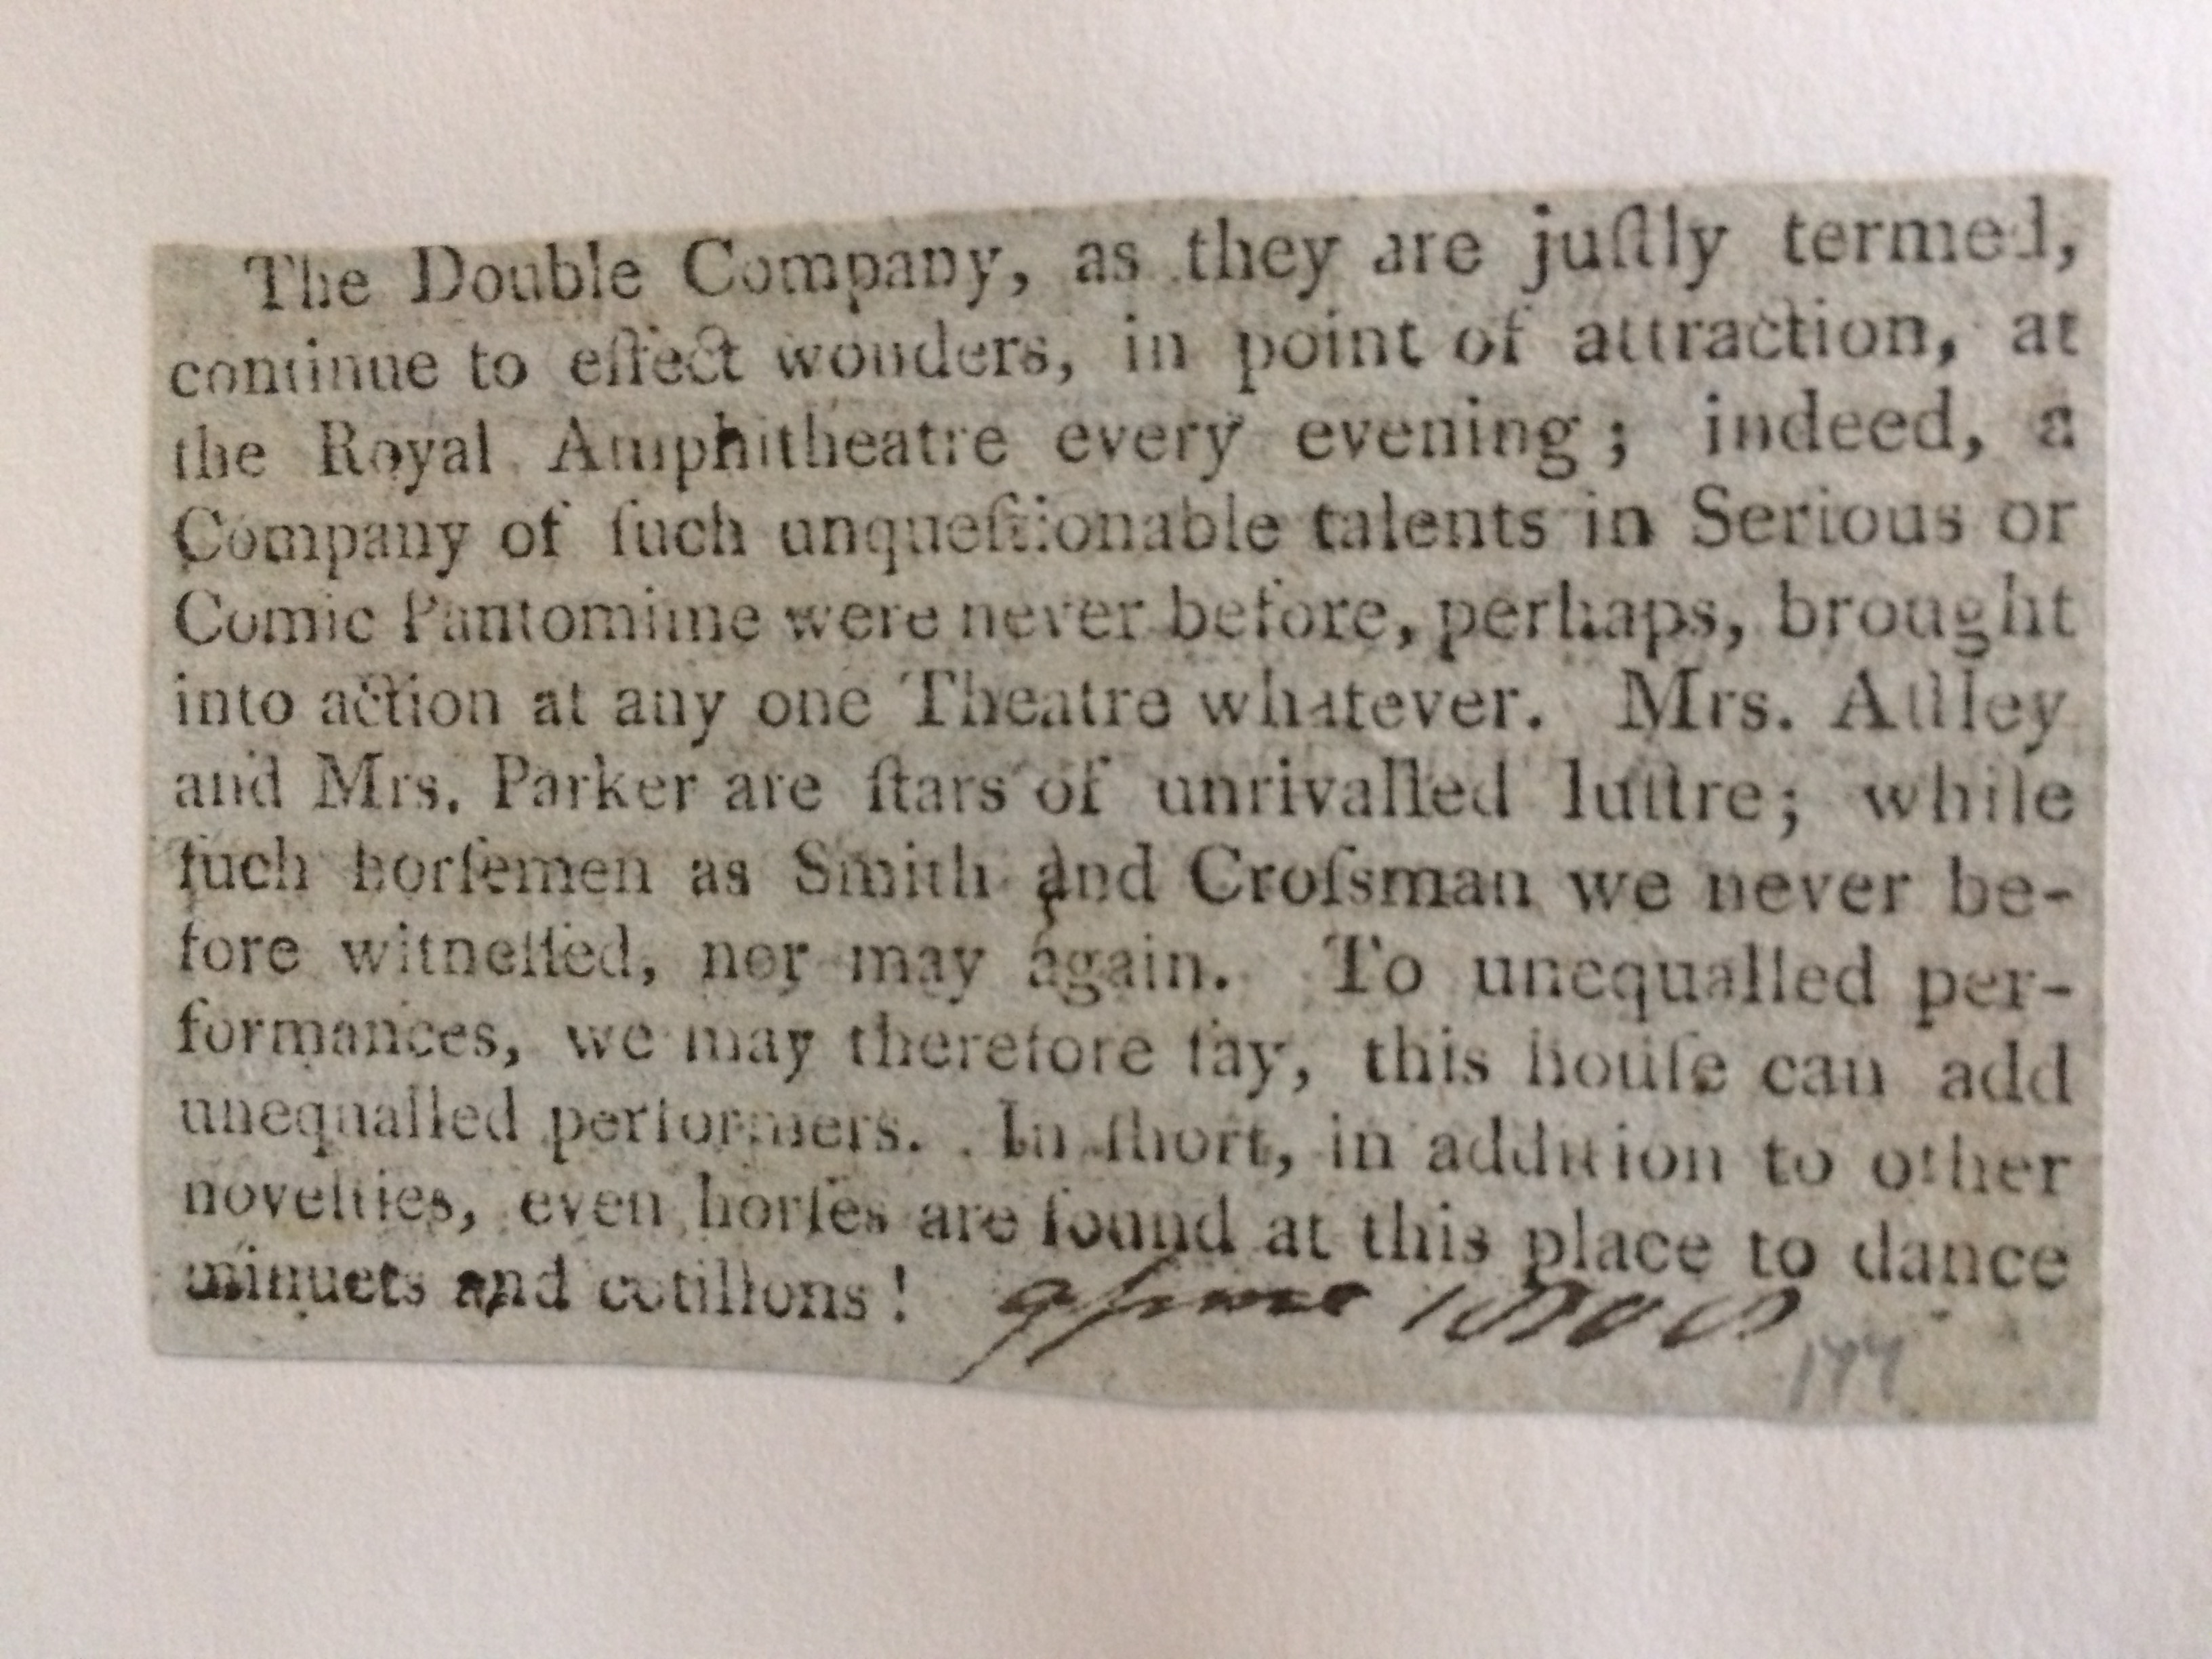 The Double Company, as they are juſtly termed,
continue to effect wonders, in point of attraction, at
the Royal Amphitheatre every evening; indeed, a
Company of ſuch unqueſtionable talents in Serious or
Comic Pantomime were never before, perhaps, brought
into action at any one Theatre whatever. Mrs. Aſtley
and Mrs. Parker are ſtars of unrivalled luſtre; while
ſuch horſemen as Smith and Croſsman we never be-
fore witneſſed, nor may again. To unequalled per-
formances, we may therefore ſay, this houſe can add
unequalled performers. In ſhort, in addition to other
novelties, even horſes are found at this place to dance
minuets and cotillons!